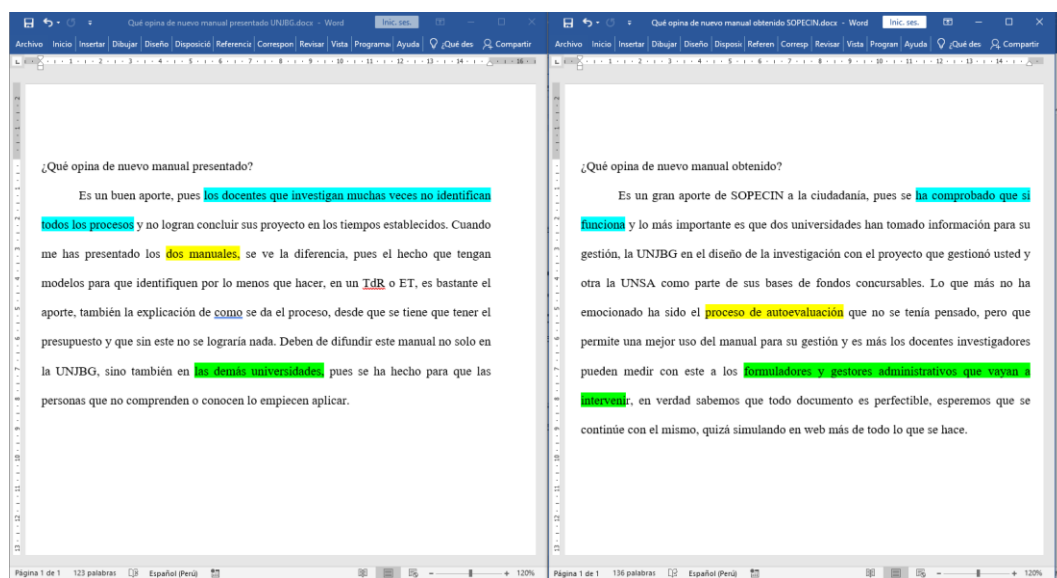 Qué opina de nuevo manual presentado UNJBG.docx - Word
Inic. ses.
Archivo Inicio Insertar Dibujar Diseño Disposició Referencia Correspon Revisar Vista Programa Ayuda ¿Qué des Compartir
¿Qué opina de nuevo manual presentado?
Es un buen aporte, pues los docentes que investigan muchas veces no identifican
todos los procesos y no logran concluir sus proyecto en los tiempos establecidos. Cuando
me has presentado los dos manuales, se ve la diferencia, pues el hecho que tengan
modelos para que identifiquen por lo menos que hacer, en un TdR o ET, es bastante el
aporte, también la explicación de como se da el proceso, desde que se tiene que tener el
presupuesto y que sin este no se lograría nada. Deben de difundir este manual no solo en
la UNJBG, sino también en las demás universidades, pues se ha hecho para que las
personas que no comprenden o conocen lo empiecen aplicar.
Página 1 de 1 123 palabras Español (Perú) 120%
Qué opina de nuevo manual obtenido SOPECIN.docx - Word
Inic. ses.
Archivo Inicio Insertar Dibujar Diseño Disposic Referen Corresp Revisar Vista Progran Ayuda ¿Qué des Compartir
¿Qué opina de nuevo manual obtenido?
Es un gran aporte de SOPECIN a la ciudadanía, pues se ha comprobado que si
funciona y lo más importante es que dos universidades han tomado información para su
gestión, la UNJBG en el diseño de la investigación con el proyecto que gestionó usted y
otra la UNSA como parte de sus bases de fondos concursables. Lo que más no ha
emocionado ha sido el proceso de autoevaluación que no se tenía pensado, pero que
permite una mejor uso del manual para su gestión y es más los docentes investigadores
pueden medir con este a los formuladores y gestores administrativos que vayan a
intervenir, en verdad sabemos que todo documento es perfectible, esperemos que se
continúe con el mismo, quizá simulando en web más de todo lo que se hace.
Página 1 de 1 136 palabras Español (Perú) 120%